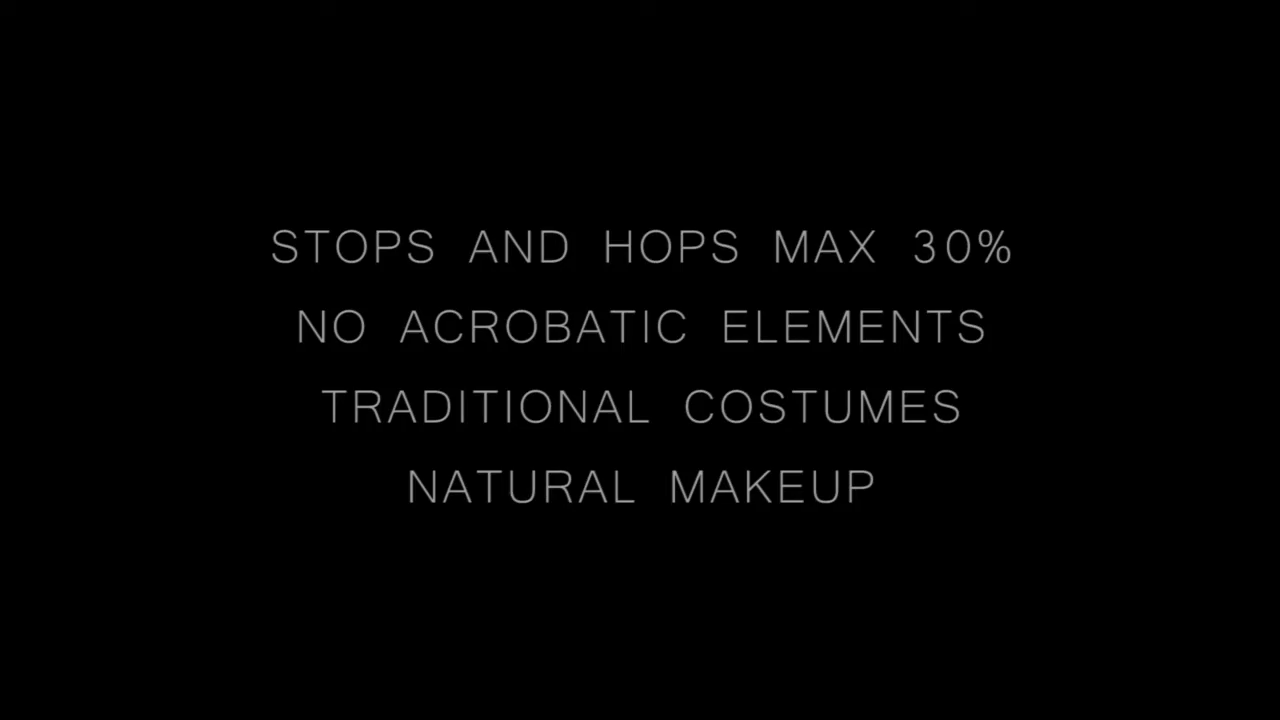 STOPS AND HOPS MAX 30%
NO ACROBATIC ELEMENTS
TRADITIONAL COSTUMES
NATURAL MAKEUP